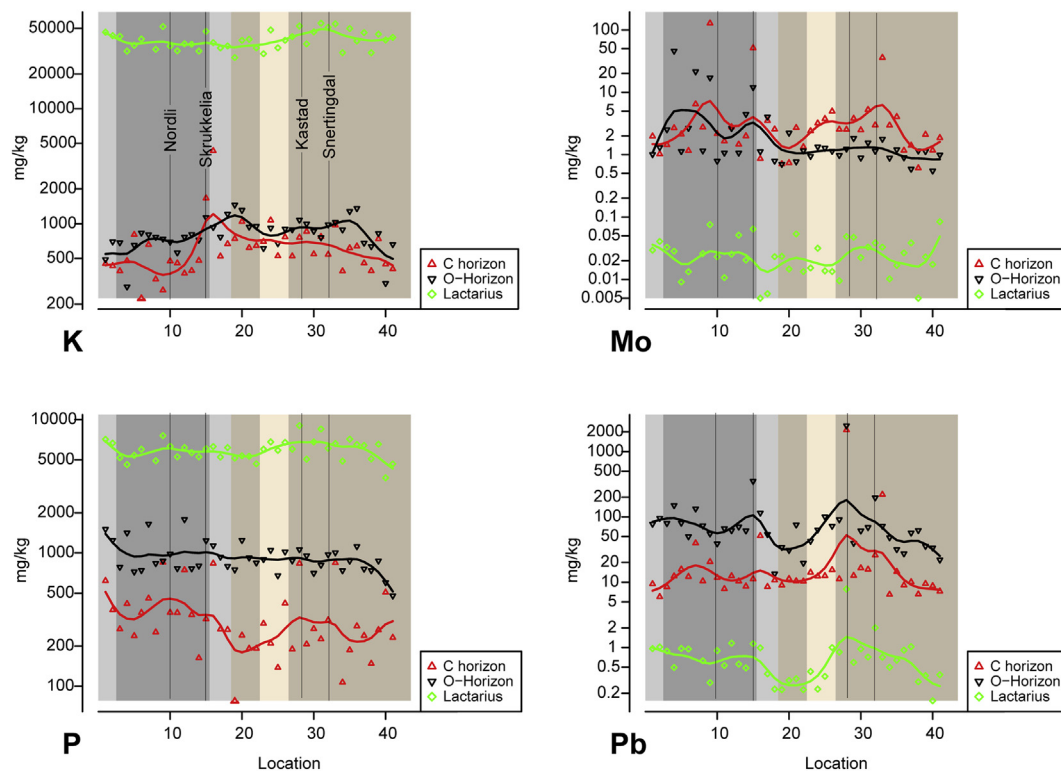 50000
20000
10000
5000
2000
1000
500
200
mg/kg
Nordli
Skrukkelia
Kastad
Snertingdal
10
20
30
40
K
C horizon
O−Horizon
Lactarius
100
50
20
10
5
2
1
0.5
0.2
0.1
0.05
0.02
0.01
0.005
mg/kg
10
20
30
40
Mo
C horizon
O−Horizon
Lactarius
10000
5000
1000
500
200
100
mg/kg
10
20
30
40
P
Location
C horizon
O−Horizon
Lactarius
2000
1000
500
200
100
50
20
10
5
2
1
0.5
0.2
mg/kg
10
20
30
40
Pb
Location
C horizon
O−Horizon
Lactarius